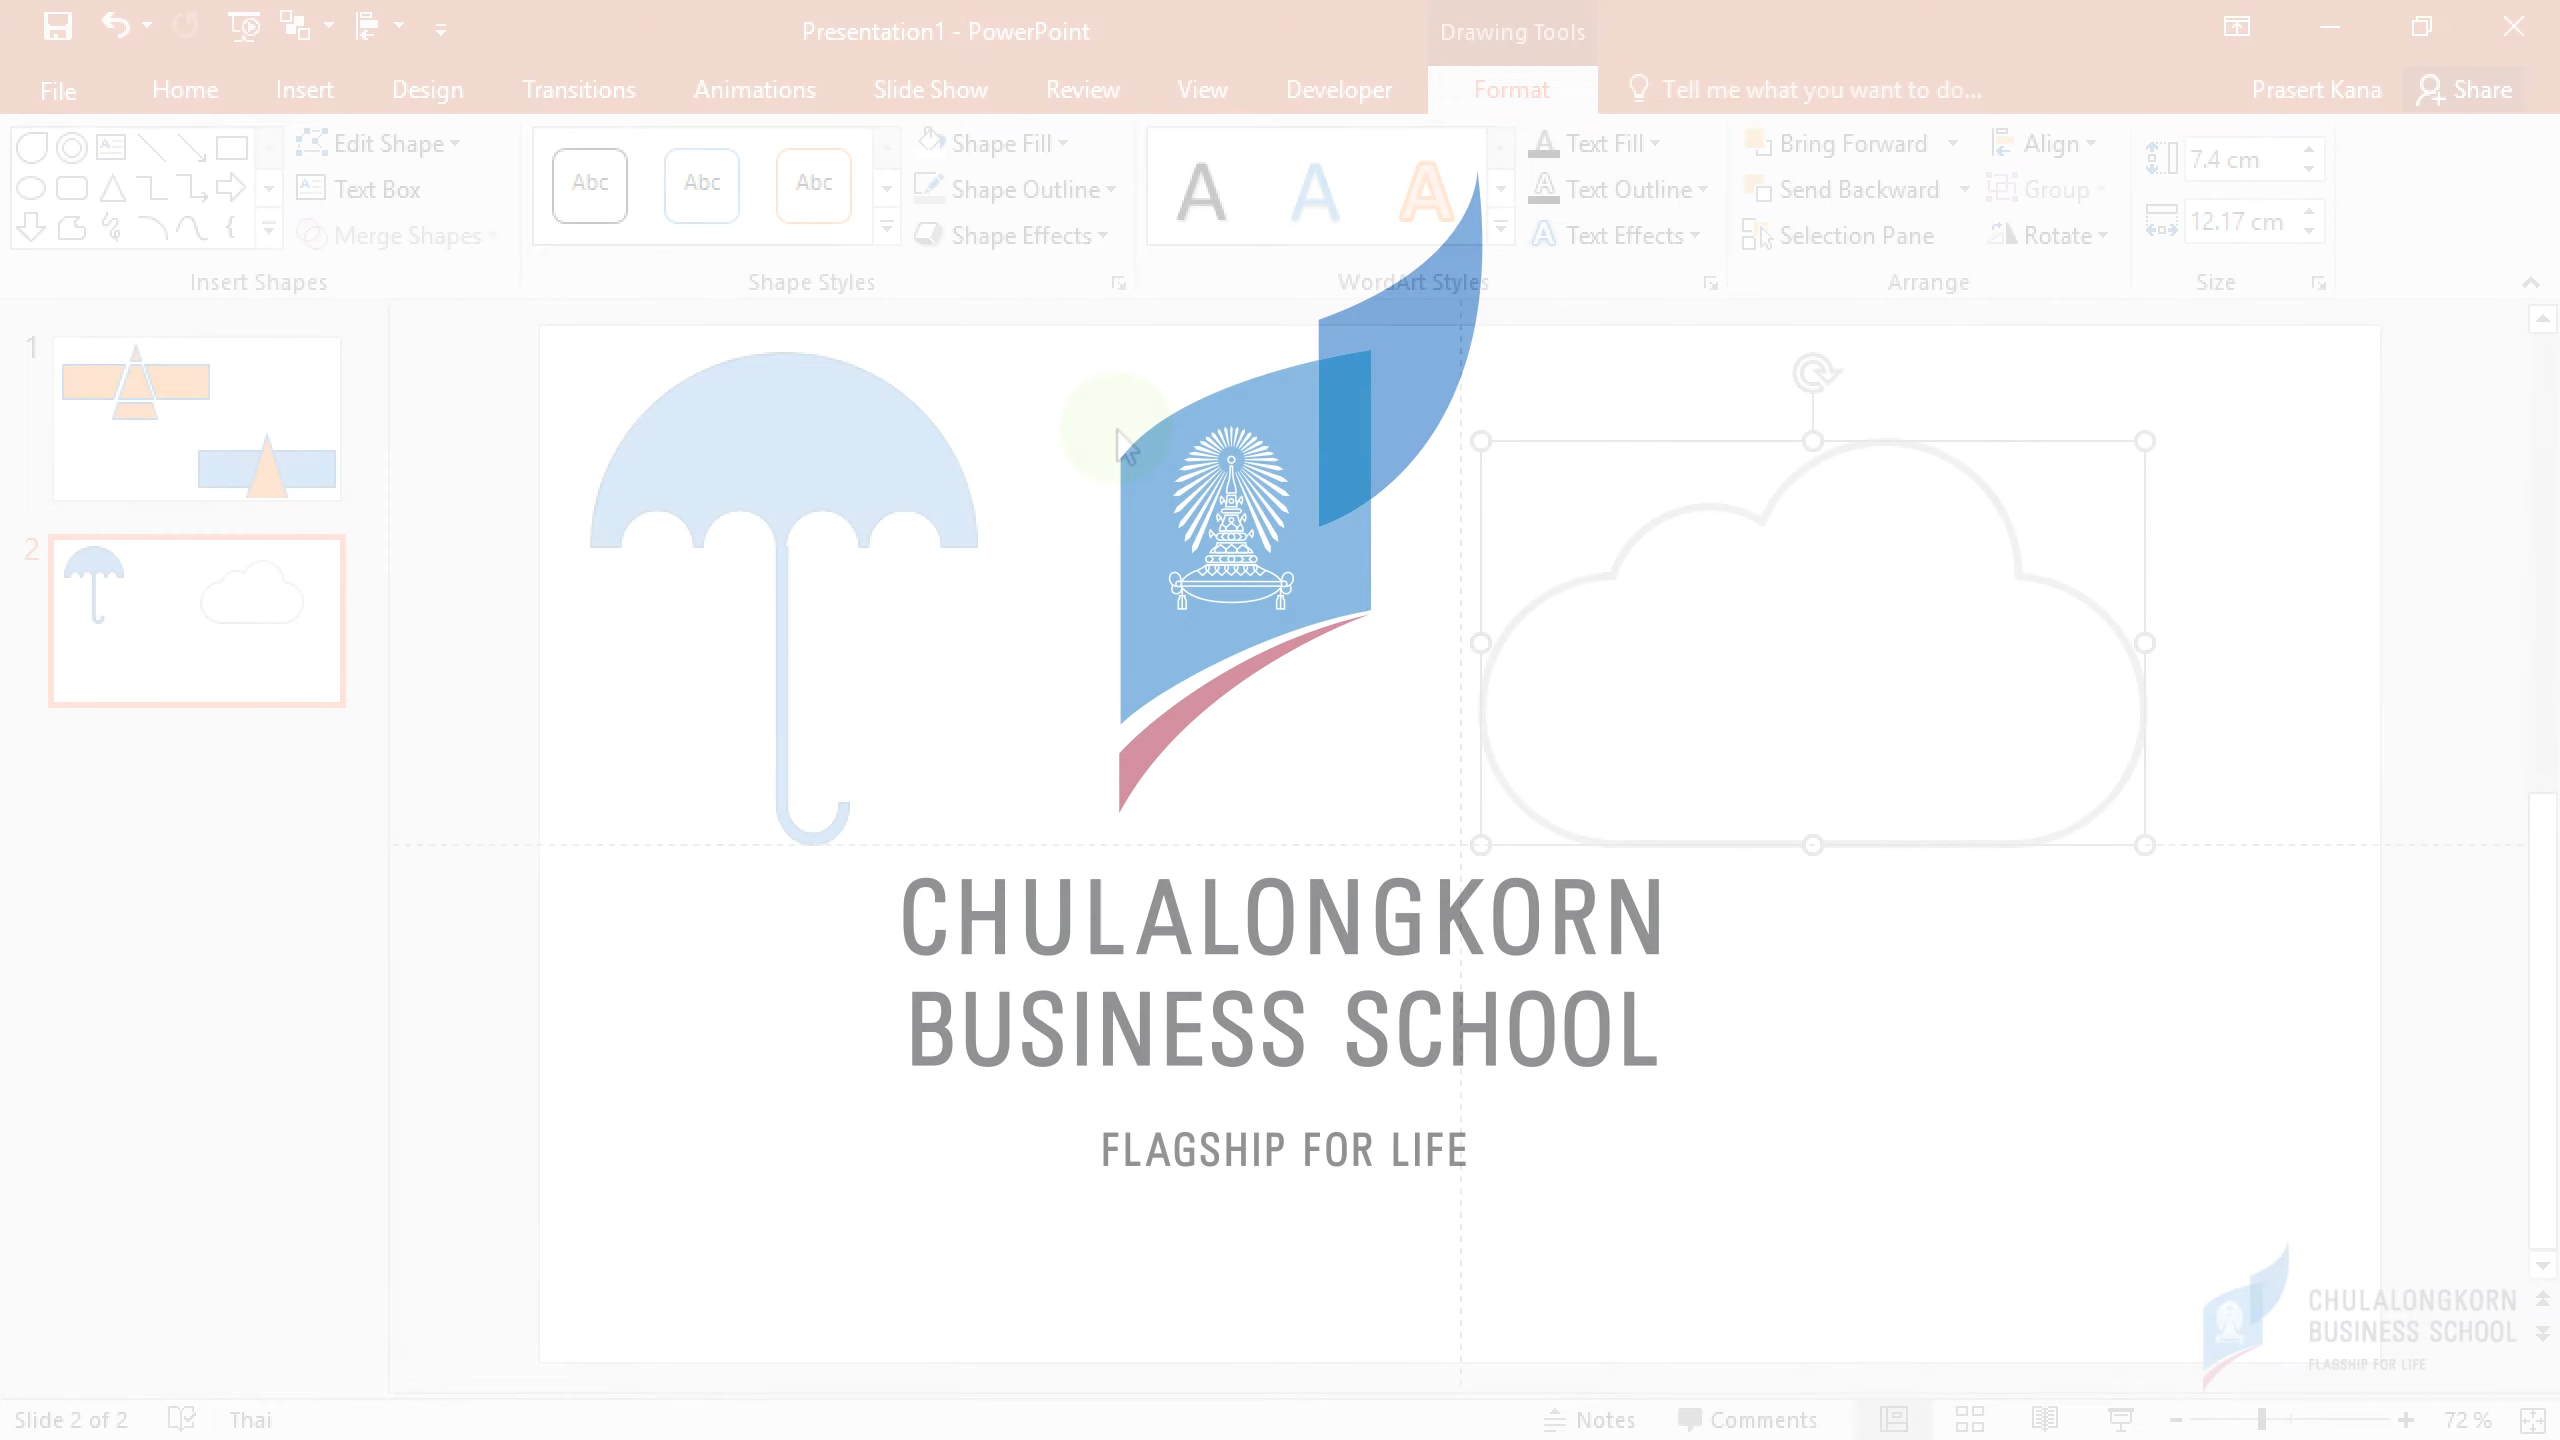 Presentation1 - PowerPoint
Drawing Tools
File
Home
Insert
Design
Transitions
Animations
Slide Show
Review
View
Developer
Format
Tell me what you want to do...
Prasert Kana
Share
Edit Shape
Text Box
Merge Shapes
Insert Shapes
Abc
Abc
Abc
Shape Fill
Shape Outline
Shape Effects
Shape Styles
A
A
A
Text Fill
Text Outline
Text Effects
WordArt Styles
Bring Forward
Send Backward
Selection Pane
Align
Group
Rotate
Arrange
7.4 cm
12.17 cm
Size
1
2
CHULALONGKORN
BUSINESS SCHOOL
FLAGSHIP FOR LIFE
CHULALONGKORN
BUSINESS SCHOOL
FLAGSHIP FOR LIFE
Slide 2 of 2
Thai
Notes
Comments
72 %